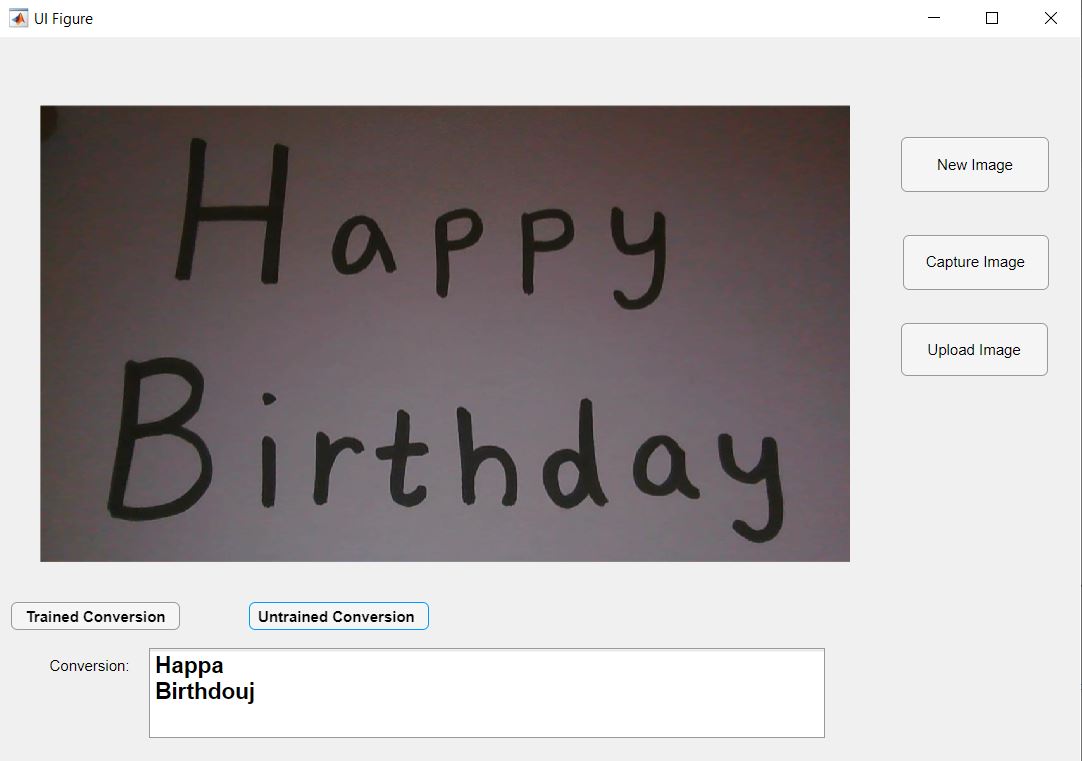 UI Figure
New Image
Capture Image
Upload Image
Happy
Birthday
Trained Conversion
Untrained Conversion
Conversion:
Happa
Birthdouj